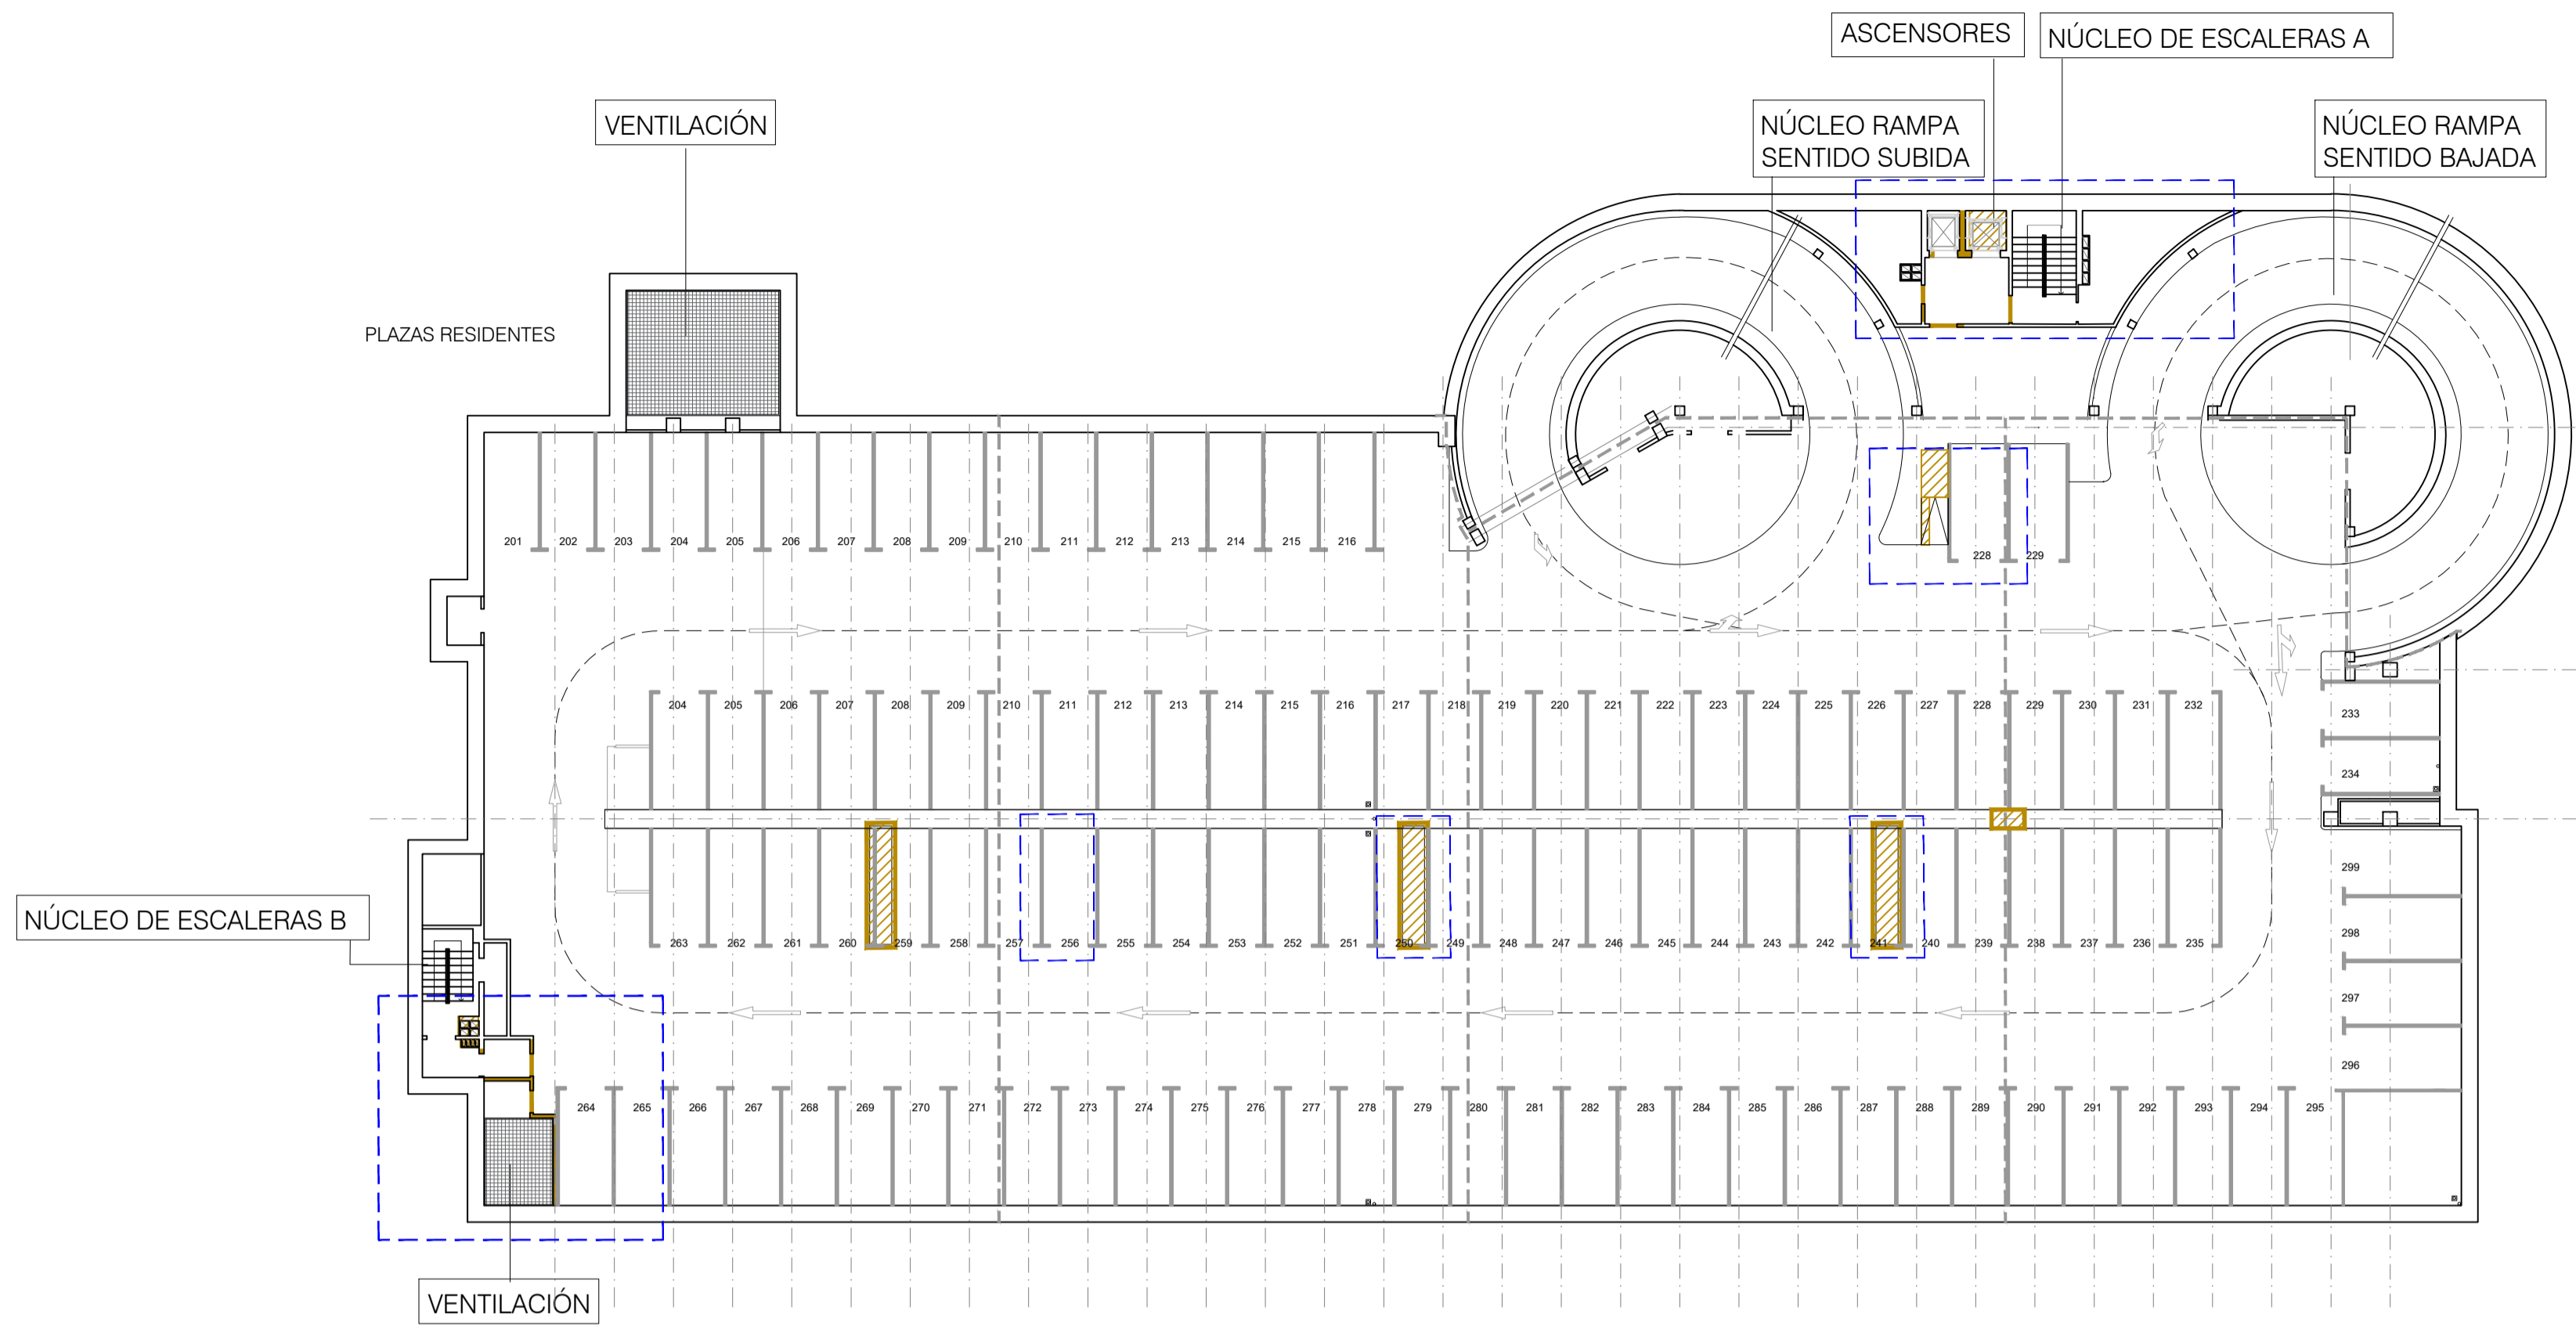 ASCENSORES
NÚCLEO DE ESCALERAS A
VENTILACIÓN
NÚCLEO RAMPA
SENTIDO SUBIDA
NÚCLEO RAMPA
SENTIDO BAJADA
PLAZAS RESIDENTES
201 202 203 204 205 206 207 208 209 210 211 212 213 214 215 216
228 229
204 205 206 207 208 209 210 211 212 213 214 215 216 217 218 219 220 221 222 223 224 225 226 227 228 229 230 231 232
233
234
299
298
297
296
NÚCLEO DE ESCALERAS B
263 262 261 260 259 258 257 256 255 254 253 252 251 250 249 248 247 246 245 244 243 242 241 240 239 238 237 236 235
264 265 266 267 268 269 270 271 272 273 274 275 276 277 278 279 280 281 282 283 284 285 286 287 288 289 290 291 292 293 294 295
VENTILACIÓN